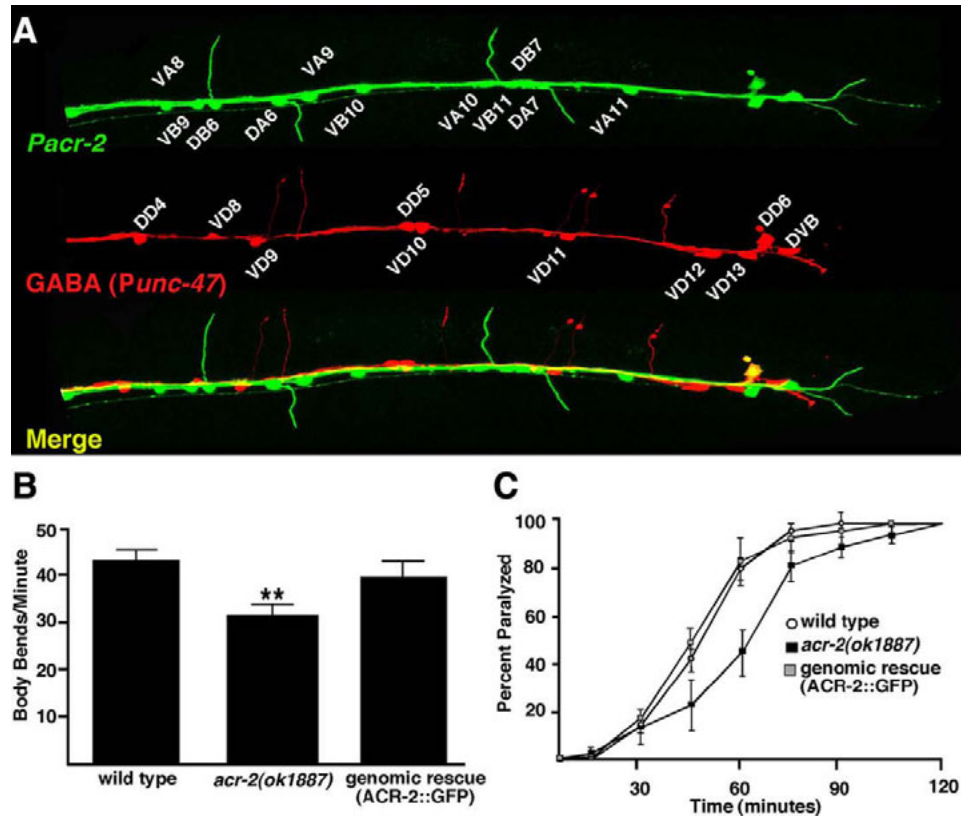 A
VA8
VA9
DB7
VB9
DB6
DA6
VB10
VA10
VB11
DA7
VA11
Pacr-2
DD4
VD8
DD5
DD6
DVB
VD9
VD10
VD11
VD12
VD13
GABA (Punc-47)
Merge
B
50
40
30
20
10
Body Bends/Minute
**
wild type
acr-2(ok1887)
genomic rescue
(ACR-2::GFP)
C
100
80
60
40
20
Percent Paralyzed
wild type
acr-2(ok1887)
genomic rescue
(ACR-2::GFP)
30
60
90
120
Time (minutes)